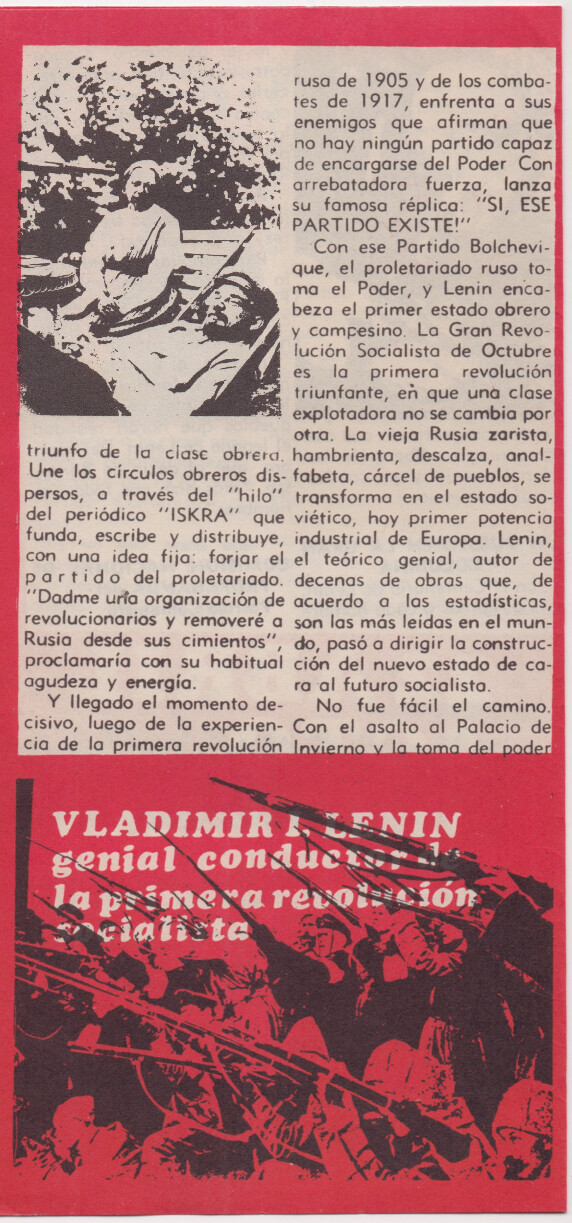 triunfo de la clase obrera.
Une los círculos obreros dis-
persos, a través del "hilo"
del periódico "ISKRA" que
funda, escribe y distribuye,
con una idea fija: forjar el
partido del proletariado.
"Dadme una organización de
revolucionarios y removeré a
Rusia desde sus cimientos",
proclamaría con su habitual
agudeza y energía.
Y llegado el momento de-
cisivo, luego de la experien-
cia de la primera revolución
rusa de 1905 y de los comba-
tes de 1917, enfrenta a sus
enemigos que afirman que
no hay ningún partido capaz
de encargarse del Poder Con
arrebatadora fuerza, lanza
su famosa réplica: "SI, ESE
PARTIDO EXISTE!"
Con ese Partido Bolchevi-
que, el proletariado ruso to-
ma el Poder, y Lenin enca-
beza el primer estado obrero
y campesino. La Gran Revo-
lución Socialista de Octubre
es la primera revolución
triunfante, en que una clase
explotadora no se cambia por
otra. La vieja Rusia zarista,
hambrienta, descalza, anal-
fabeta, cárcel de pueblos, se
transforma en el estado so-
viético, hoy primer potencia
industrial de Europa. Lenin,
el teórico genial, autor de
decenas de obras que, de
acuerdo a las estadísticas,
son las más leídas en el mun-
do, pasó a dirigir la construc-
ción del nuevo estado de ca-
ra al futuro socialista.
No fue fácil el camino.
Con el asalto al Palacio de
Invierno y la toma del poder
VLADIMIR I. LENIN
genial conductor de
la primera revolución
socialista